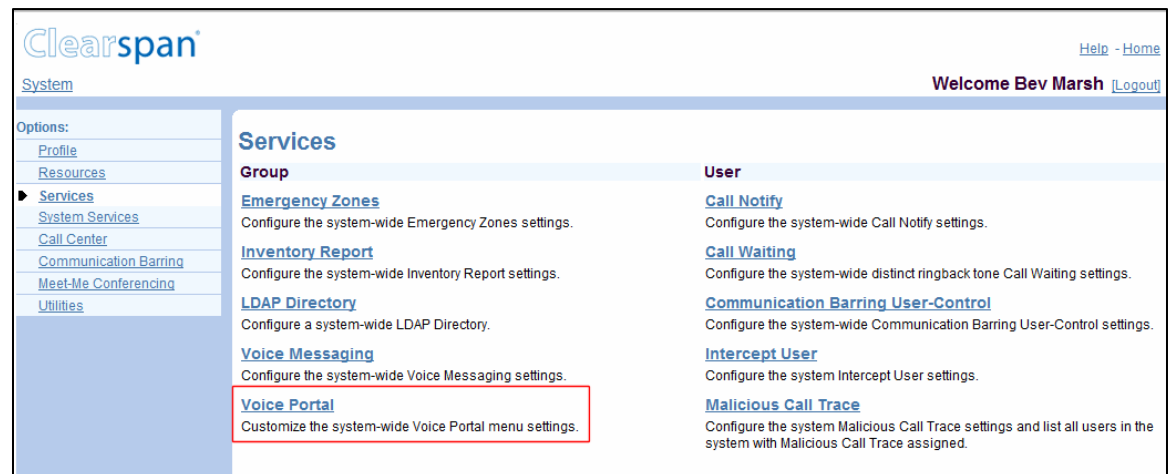 Clearspan
Help - Home
System
Welcome Bev Marsh [Logout]
Options:
Profile
Resources
Services
System Services
Call Center
Communication Barring
Meet-Me Conferencing
Utilities
Services
Group
Emergency Zones
Configure the system-wide Emergency Zones settings.
Inventory Report
Configure the system-wide Inventory Report settings.
LDAP Directory
Configure a system-wide LDAP Directory.
Voice Messaging
Configure the system-wide Voice Messaging settings.
Voice Portal
Customize the system-wide Voice Portal menu settings.
User
Call Notify
Configure the system-wide Call Notify settings.
Call Waiting
Configure the system-wide distinct ringback tone Call Waiting settings.
Communication Barring User-Control
Configure the system-wide Communication Barring User-Control settings.
Intercept User
Configure the system Intercept User settings.
Malicious Call Trace
Configure the system Malicious Call Trace settings and list all users in the
system with Malicious Call Trace assigned.